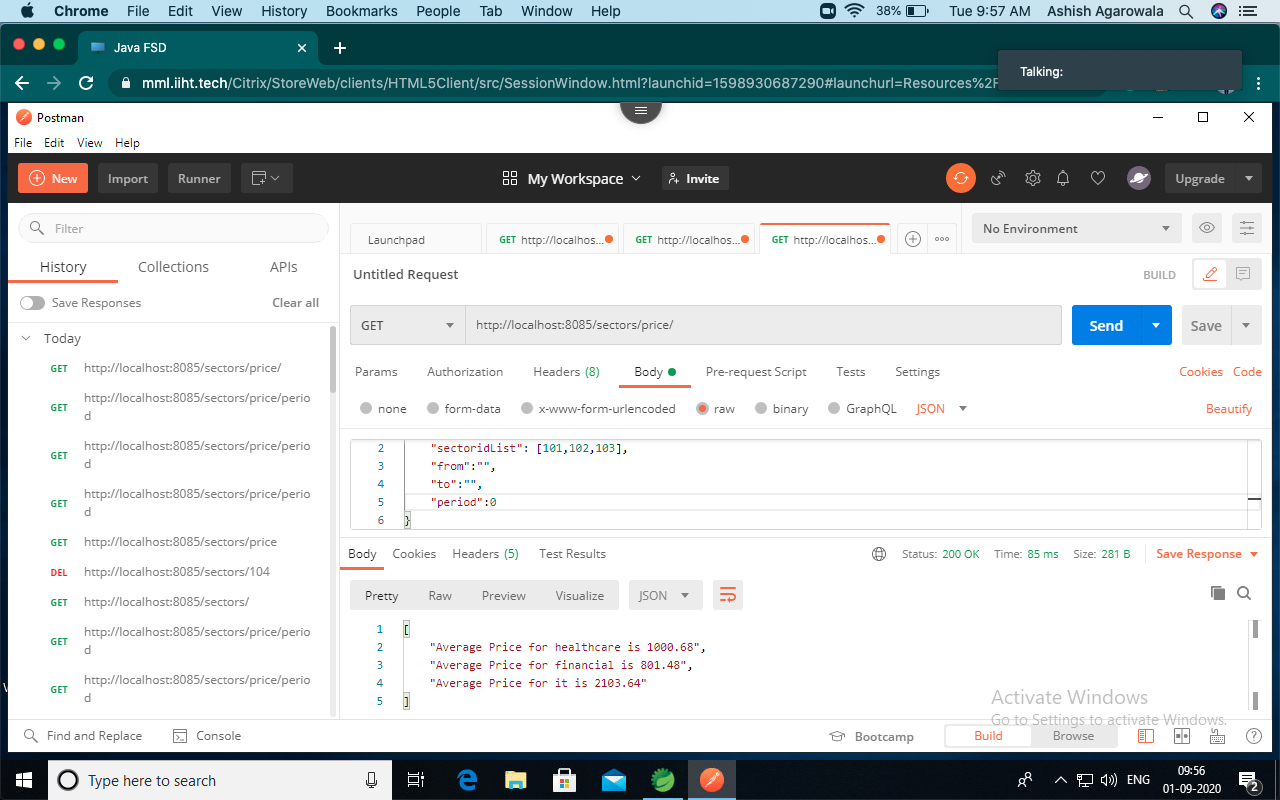 Chrome File Edit View History Bookmarks People Tab Window Help 38% Tue 9:57 AM Ashish Agarowala
Java FSD
mml.iiht.tech/Citrix/StoreWeb/clients/HTML5Client/src/SessionWindow.html?launchid=1598930687290#launchurl=Resources%2F
Talking:
Postman
File Edit View Help
New Import Runner My Workspace Invite Upgrade
Filter
Launchpad GET http://localhos... GET http://localhos... GET http://localhos... No Environment
History Collections APIs
Untitled Request BUILD
Save Responses Clear all
GET http://localhost:8085/sectors/price/ Send Save
Today
GET http://localhost:8085/sectors/price/
GET http://localhost:8085/sectors/price/perio
d
GET http://localhost:8085/sectors/price/perio
d
GET http://localhost:8085/sectors/price/perio
d
GET http://localhost:8085/sectors/price
DEL http://localhost:8085/sectors/104
GET http://localhost:8085/sectors/
GET http://localhost:8085/sectors/price/perio
d
GET http://localhost:8085/sectors/price/perio
d
Params Authorization Headers (8) Body Pre-request Script Tests Settings Cookies Code
none form-data x-www-form-urlencoded raw binary GraphQL JSON Beautify
2 "sectoridList": [101,102,103],
3 "from":"",
4 "to":"",
5 "period":0
6 }
Body Cookies Headers (5) Test Results Status: 200 OK Time: 85 ms Size: 281 B Save Response
Pretty Raw Preview Visualize JSON
1 [
2 "Average Price for healthcare is 1000.68",
3 "Average Price for financial is 801.48",
4 "Average Price for it is 2103.64"
5 ]
Activate Windows
Go to Settings to activate Windows.
Find and Replace Console Bootcamp Build Browse
Type here to search ENG 09:56
01-09-2020 2